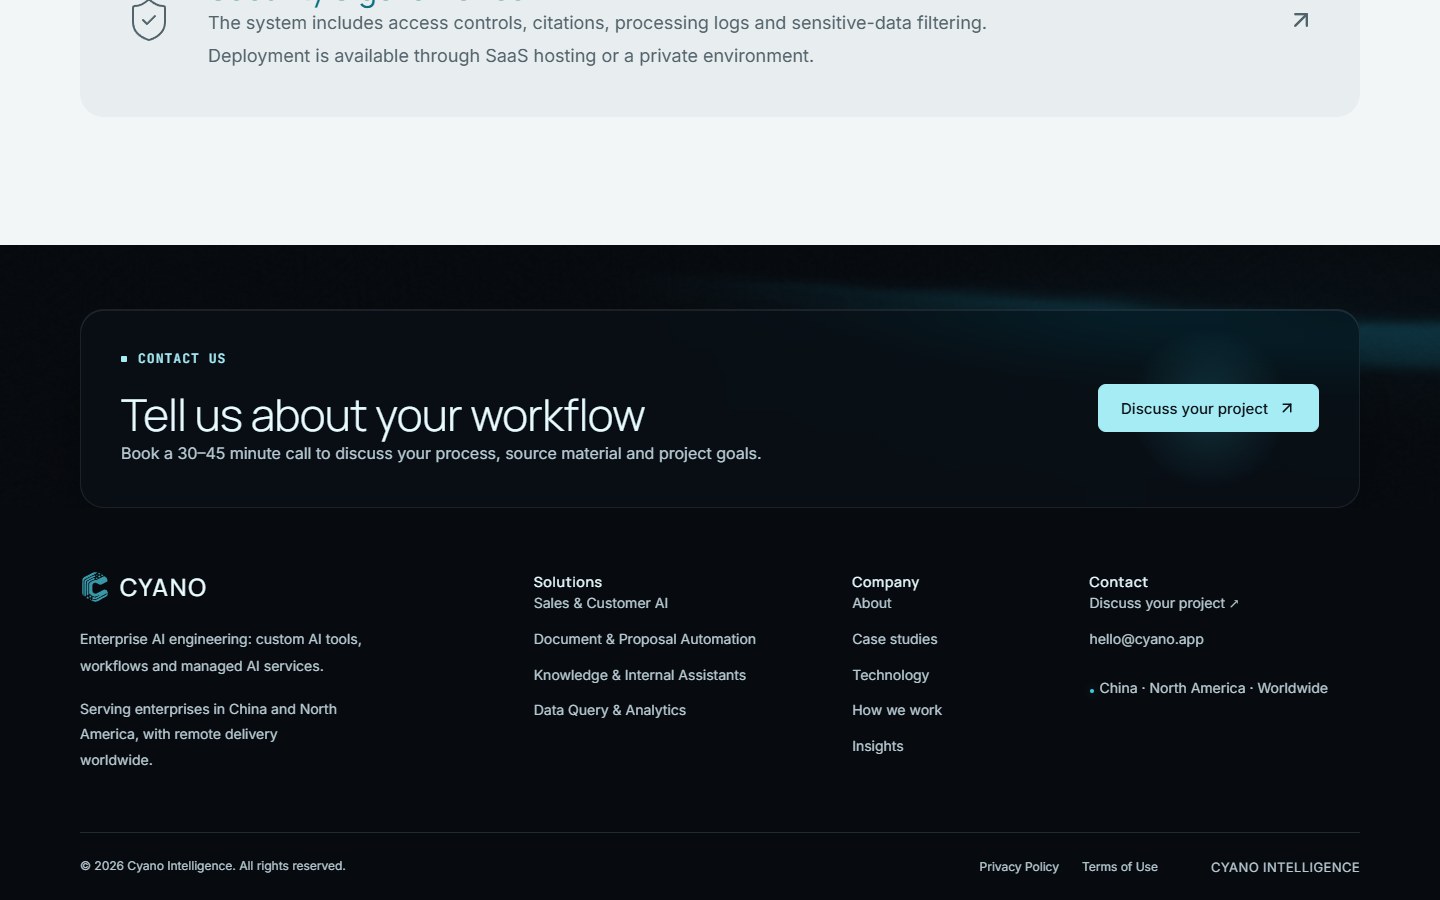 The system includes access controls, citations, processing logs and sensitive-data filtering.
Deployment is available through SaaS hosting or a private environment.
CONTACT US
Tell us about your workflow
Book a 30–45 minute call to discuss your process, source material and project goals.
Discuss your project
CYANO
Enterprise AI engineering: custom AI tools,
workflows and managed AI services.
Serving enterprises in China and North
America, with remote delivery
worldwide.
Solutions
Sales & Customer AI
Document & Proposal Automation
Knowledge & Internal Assistants
Data Query & Analytics
Company
About
Case studies
Technology
How we work
Insights
Contact
Discuss your project ↗
hello@cyano.app
China · North America · Worldwide
© 2026 Cyano Intelligence. All rights reserved.
Privacy Policy
Terms of Use
CYANO INTELLIGENCE